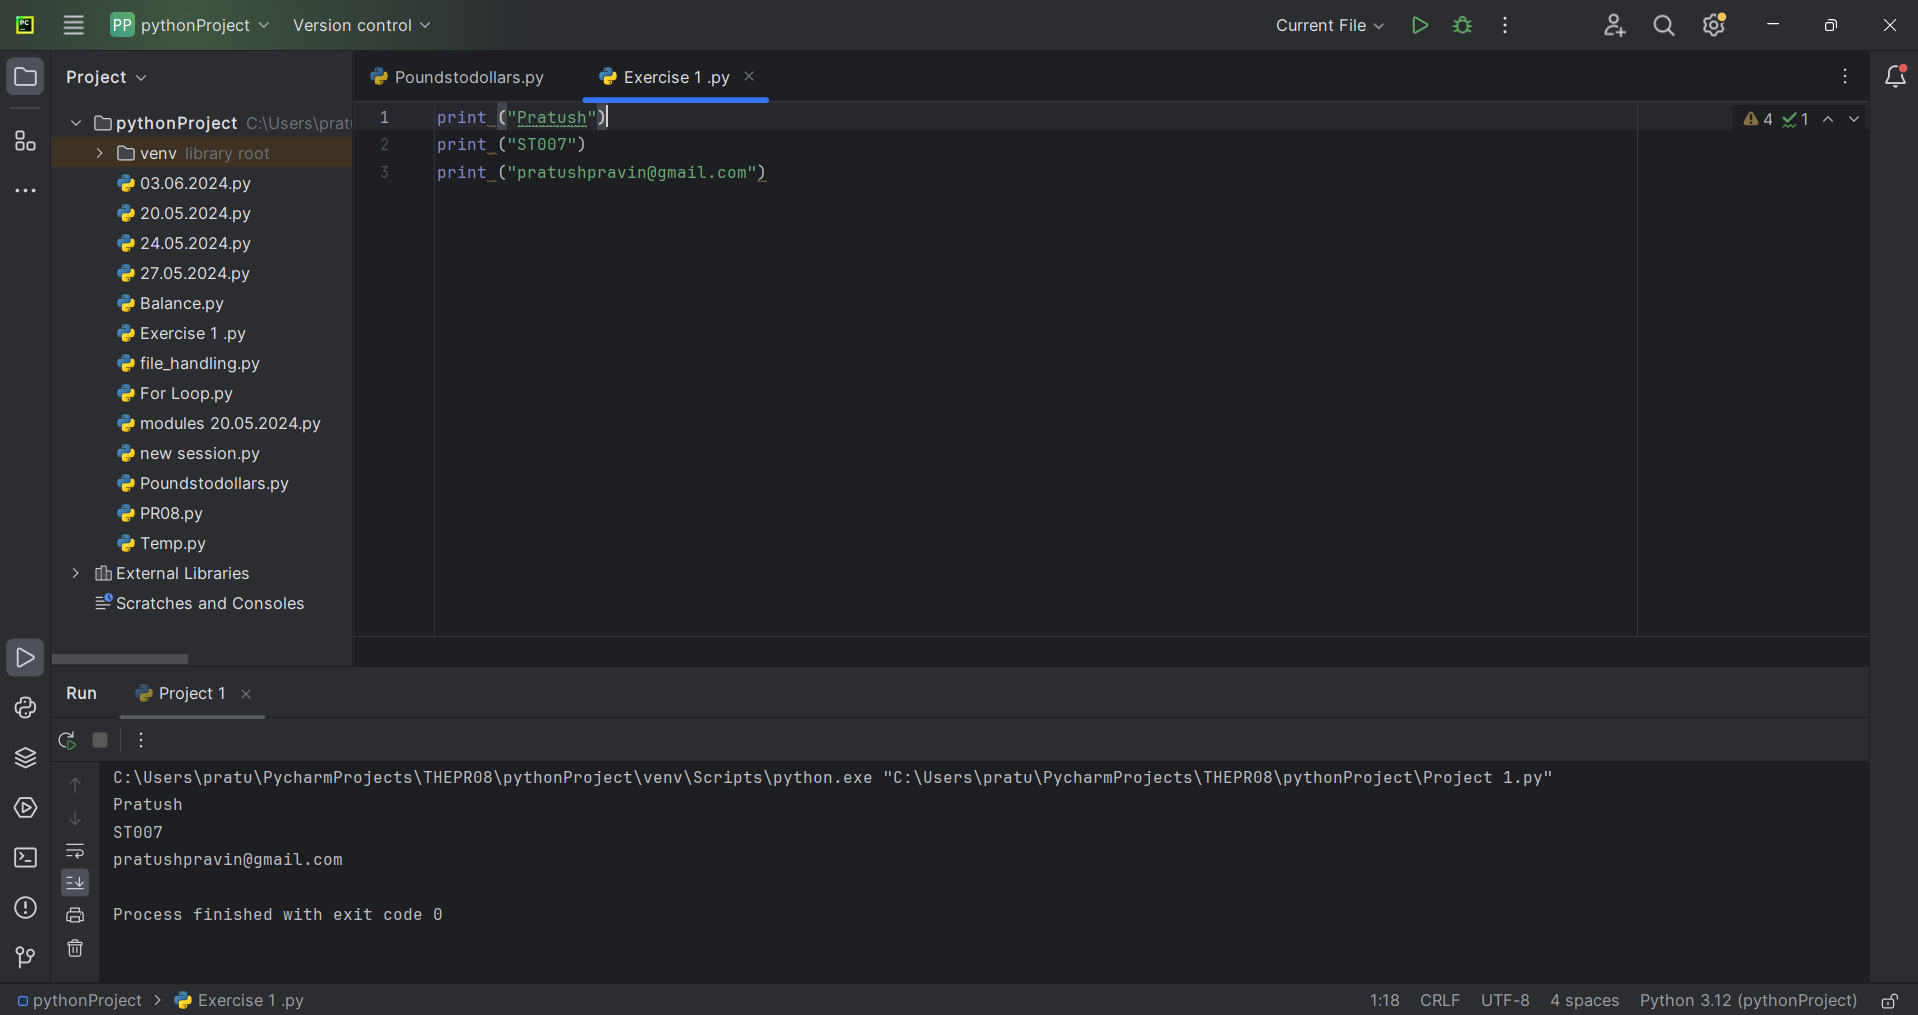 PC
PP pythonProject
Version control
Current File
Project
Poundstodollars.py
Exercise 1 .py
pythonProject C:\Users\prat
venv library root
03.06.2024.py
20.05.2024.py
24.05.2024.py
27.05.2024.py
Balance.py
Exercise 1 .py
file_handling.py
For Loop.py
modules 20.05.2024.py
new session.py
Poundstodollars.py
PR08.py
Temp.py
External Libraries
Scratches and Consoles
1 print ("Pratush")
2 print ("ST007")
3 print ("pratushpravin@gmail.com")
4 1
Run
Project 1
C:\Users\pratu\PycharmProjects\THEPR08\pythonProject\venv\Scripts\python.exe "C:\Users\pratu\PycharmProjects\THEPR08\pythonProject\Project 1.py"
Pratush
ST007
pratushpravin@gmail.com
Process finished with exit code 0
pythonProject > Exercise 1 .py
1:18 CRLF UTF-8 4 spaces Python 3.12 (pythonProject)